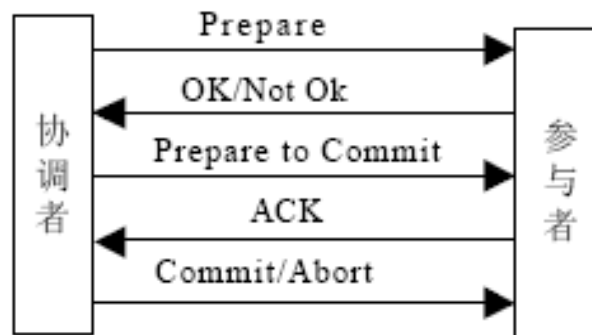 Prepare
OK/Not Ok
协调者
Prepare to Commit
参与者
ACK
Commit/Abort